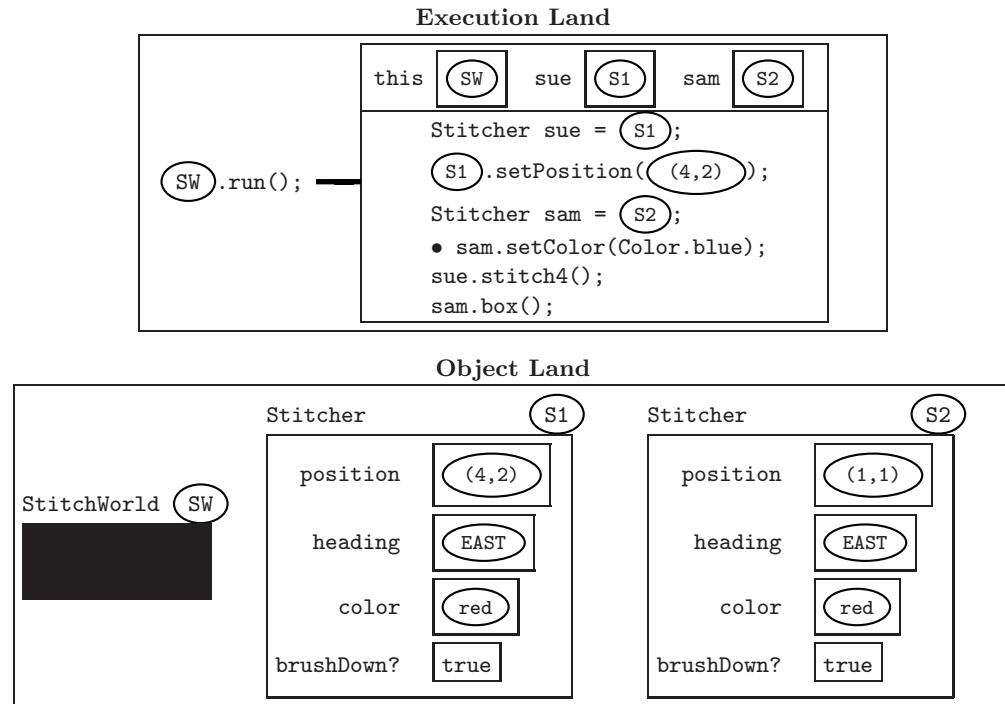 Execution Land
this SW sue S1 sam S2
Stitcher sue = S1;
S1.setPosition((4,2));
SW.run();
Stitcher sam = S2;
• sam.setColor(Color.blue);
sue.stitch4();
sam.box();
Object Land
Stitcher S1 Stitcher S2
position (4,2) position (1,1)
StitchWorld SW
heading EAST heading EAST
color red color red
brushDown? true brushDown? true